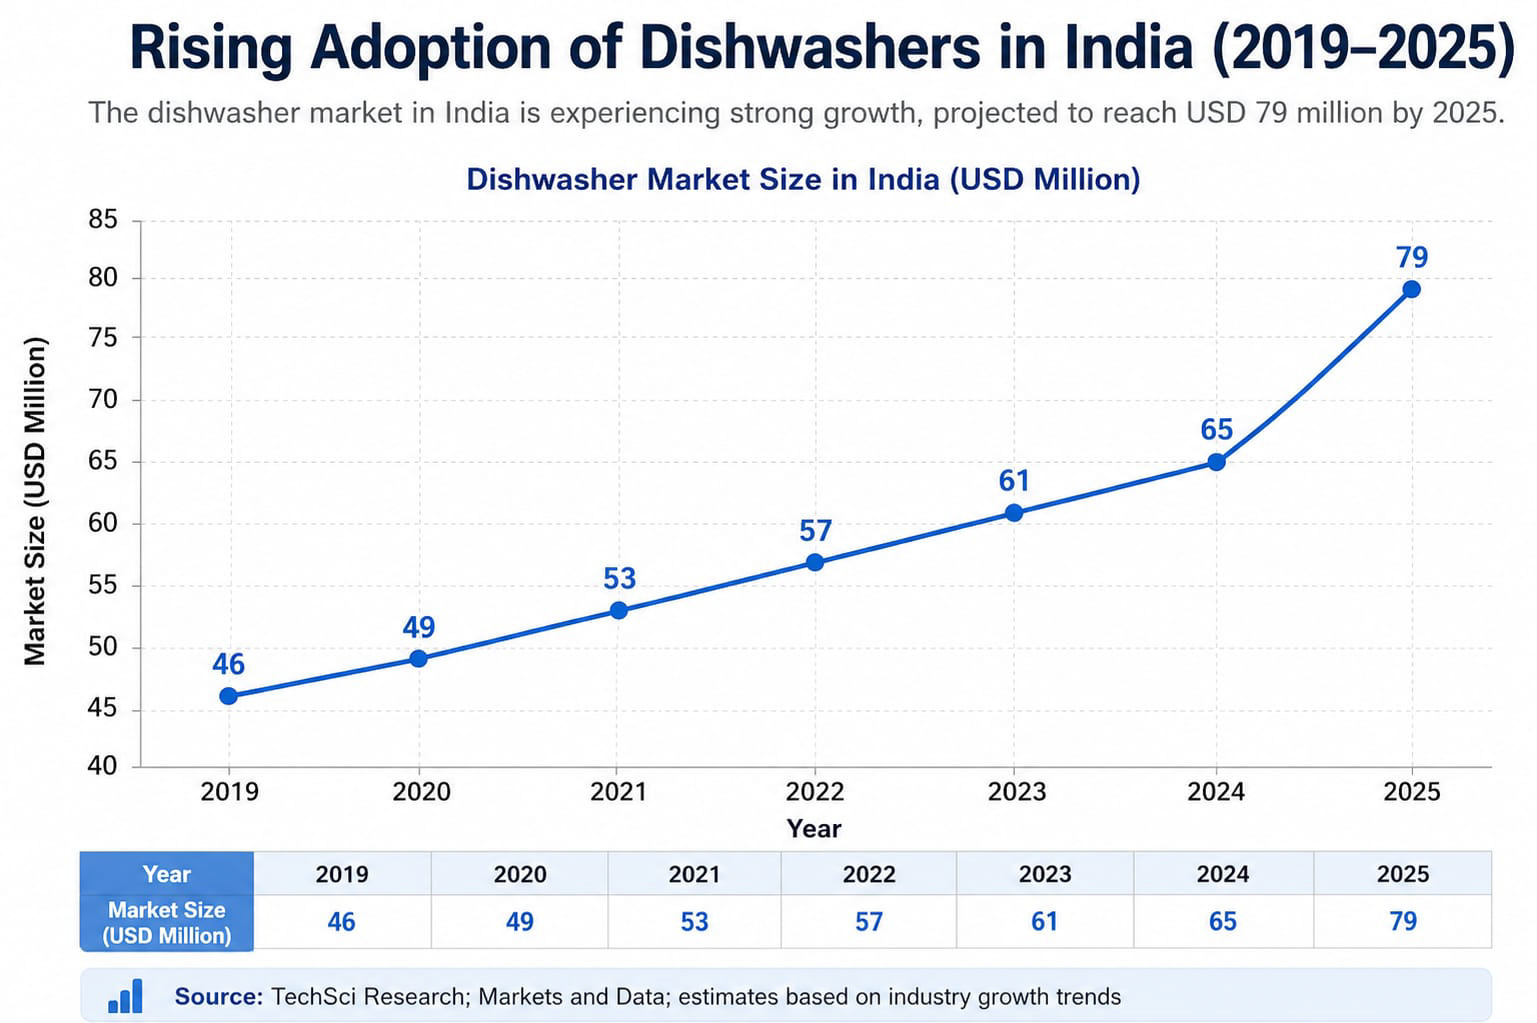 Rising Adoption of Dishwashers in India (2019–2025)
The dishwasher market in India is experiencing strong growth, projected to reach USD 79 million by 2025.
Dishwasher Market Size in India (USD Million)
Market Size (USD Million)
85
80
75
70
65
60
55
50
45
40
46
49
53
57
61
65
79
2019 2020 2021 2022 2023 2024 2025
Year
Year 2019 2020 2021 2022 2023 2024 2025
Market Size
(USD Million) 46 49 53 57 61 65 79
Source: TechSci Research; Markets and Data; estimates based on industry growth trends